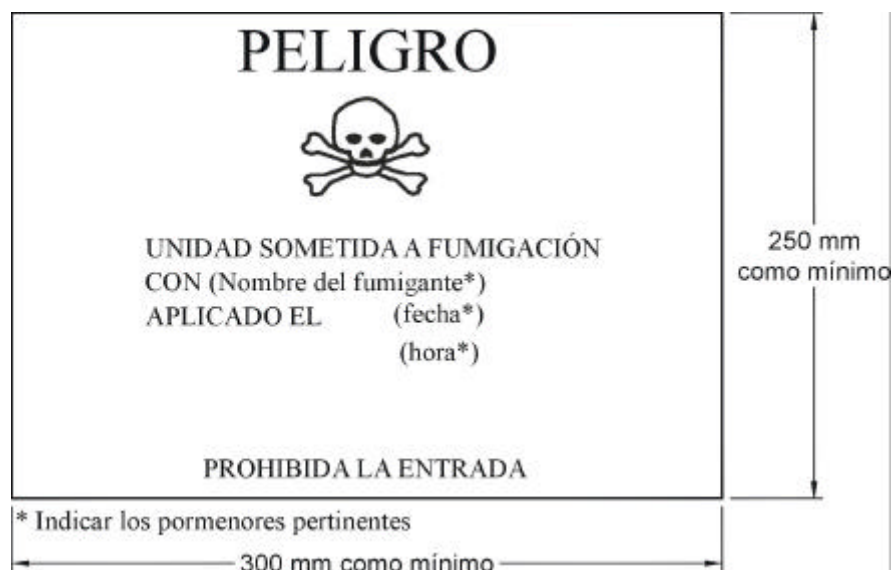 PELIGRO
UNIDAD SOMETIDA A FUMIGACIÓN
CON (Nombre del fumigante*)
APLICADO EL (fecha*)
(hora*)
PROHIBIDA LA ENTRADA
250 mm
como mínimo
* Indicar los pormenores pertinentes
300 mm como mínimo